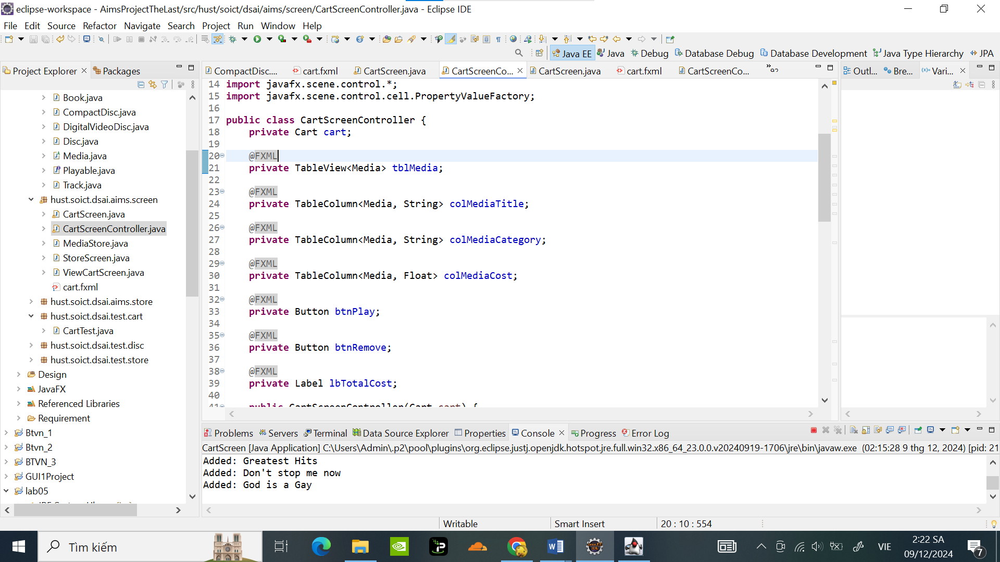 eclipse-workspace - AimsProjectTheLast/src/hust/soict/dsai/aims/screen/CartScreenController.java - Eclipse IDE
File Edit Source Refactor Navigate Search Project Run Window Help
Java EE Java Debug Database Debug Database Development Java Type Hierarchy JPA
Project Explorer Packages
CompactDisc.... cart.fxml CartScreen.java CartScreenCo... CartScreen.java cart.fxml CartScreenCo...
Outl... Bre... Vari...
Book.java
CompactDisc.java
DigitalVideoDisc.java
Disc.java
Media.java
Playable.java
Track.java
hust.soict.dsai.aims.screen
CartScreen.java
CartScreenController.java
MediaStore.java
StoreScreen.java
ViewCartScreen.java
cart.fxml
hust.soict.dsai.aims.store
hust.soict.dsai.test.cart
CartTest.java
hust.soict.dsai.test.disc
hust.soict.dsai.test.store
Design
JavaFX
Referenced Libraries
Requirement
Btvn_1
Btvn_2
BTVN_3
GUI1Project
lab05
14 import javafx.scene.control.*;
15 import javafx.scene.control.cell.PropertyValueFactory;
16
17 public class CartScreenController {
18 private Cart cart;
19
20 @FXML
21 private TableView<Media> tblMedia;
22
23 @FXML
24 private TableColumn<Media, String> colMediaTitle;
25
26 @FXML
27 private TableColumn<Media, String> colMediaCategory;
28
29 @FXML
30 private TableColumn<Media, Float> colMediaCost;
31
32 @FXML
33 private Button btnPlay;
34
35 @FXML
36 private Button btnRemove;
37
38 @FXML
39 private Label lbTotalCost;
40
41 public CartScreenController(Cart cart) {
Problems Servers Terminal Data Source Explorer Properties Console Progress Error Log
CartScreen [Java Application] C:\Users\Admin\.p2\pool\plugins\org.eclipse.justj.openjdk.hotspot.jre.full.win32.x86_64_23.0.0.v20240919-1706\jre\bin\javaw.exe (02:15:28 9 thg 12, 2024) [pid: 21
Added: Greatest Hits
Added: Don't stop me now
Added: God is a Gay
Writable Smart Insert 20 : 10 : 554
Tìm kiếm
VIE
2:22 SA
09/12/2024
7